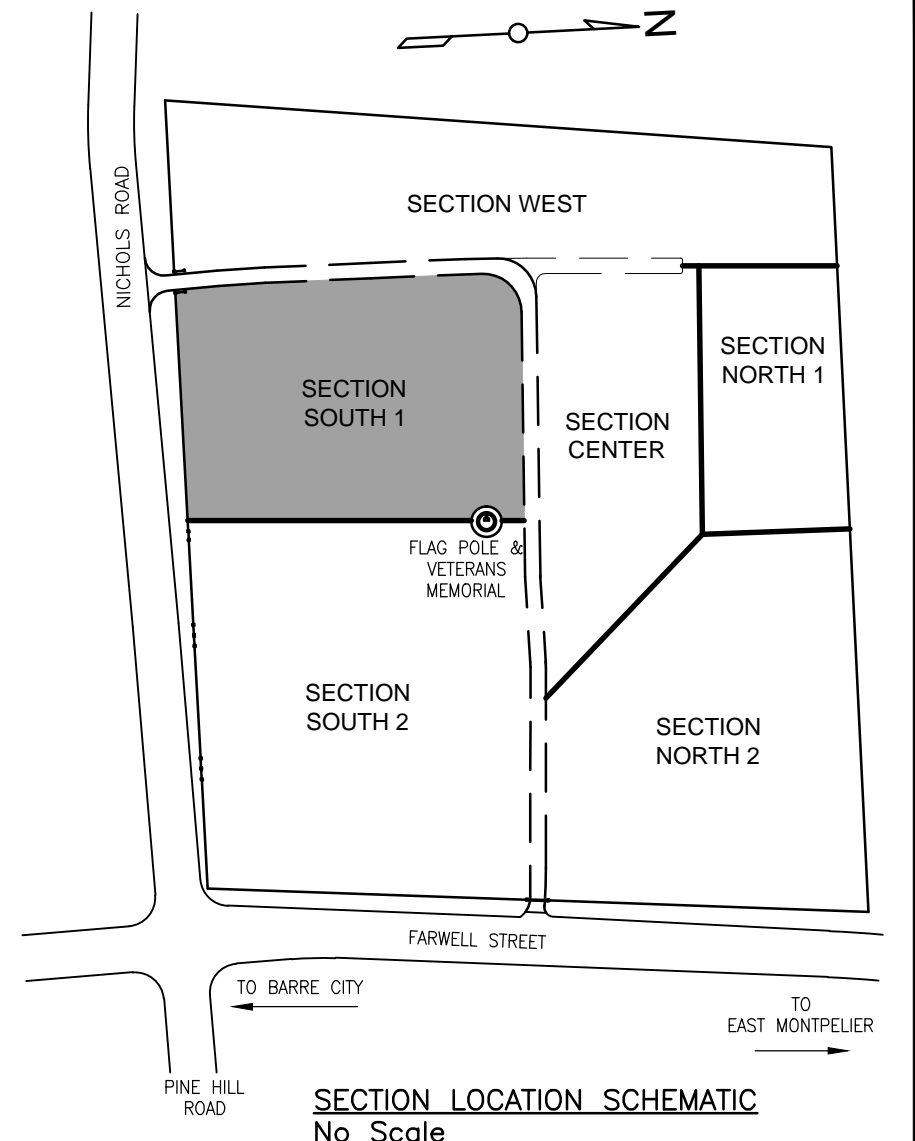 N
NICHOLS ROAD
SECTION WEST
SECTION
SOUTH 1
SECTION
CENTER
SECTION
NORTH 1
FLAG POLE &
VETERANS
MEMORIAL
SECTION
SOUTH 2
SECTION
NORTH 2
FARWELL STREET
TO BARRE CITY
TO
EAST MONTPELIER
PINE HILL
ROAD
SECTION LOCATION SCHEMATIC
No Scale